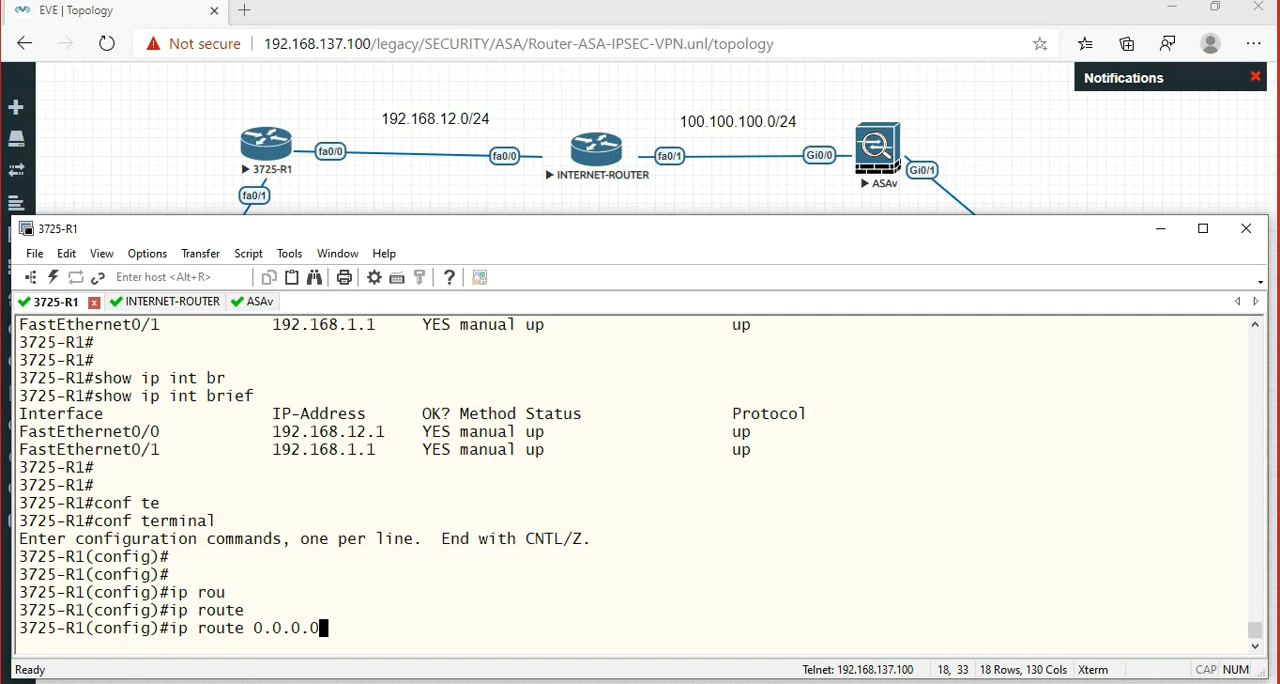 EVE | Topology
Not secure 192.168.137.100/legacy/SECURITY/ASA/Router-ASA-IPSEC-VPN.unl/topology
Notifications
192.168.12.0/24
100.100.100.0/24
fa0/0
fa0/0
fa0/1
Gi0/0
Gi0/1
3725-R1
INTERNET-ROUTER
ASAv
fa0/1
3725-R1
File Edit View Options Transfer Script Tools Window Help
Enter host <Alt+R>
3725-R1 INTERNET-ROUTER ASAv
FastEthernet0/1 192.168.1.1 YES manual up up
3725-R1#
3725-R1#
3725-R1#show ip int br
3725-R1#show ip int brief
Interface IP-Address OK? Method Status Protocol
FastEthernet0/0 192.168.12.1 YES manual up up
FastEthernet0/1 192.168.1.1 YES manual up up
3725-R1#
3725-R1#
3725-R1#conf te
3725-R1#conf terminal
Enter configuration commands, one per line. End with CNTL/Z.
3725-R1(config)#
3725-R1(config)#
3725-R1(config)#ip rou
3725-R1(config)#ip route
3725-R1(config)#ip route 0.0.0.0
Ready Telnet: 192.168.137.100 18, 33 18 Rows, 130 Cols Xterm CAP NUM